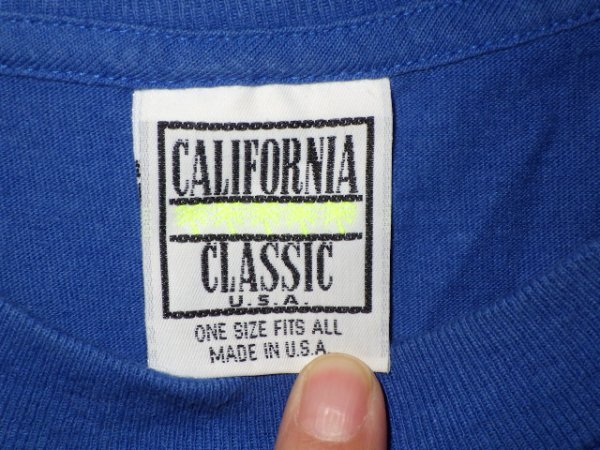 CALIFORNIA
CLASSIC
U.S.A.
ONE SIZE FITS ALL
MADE IN U.S.A.